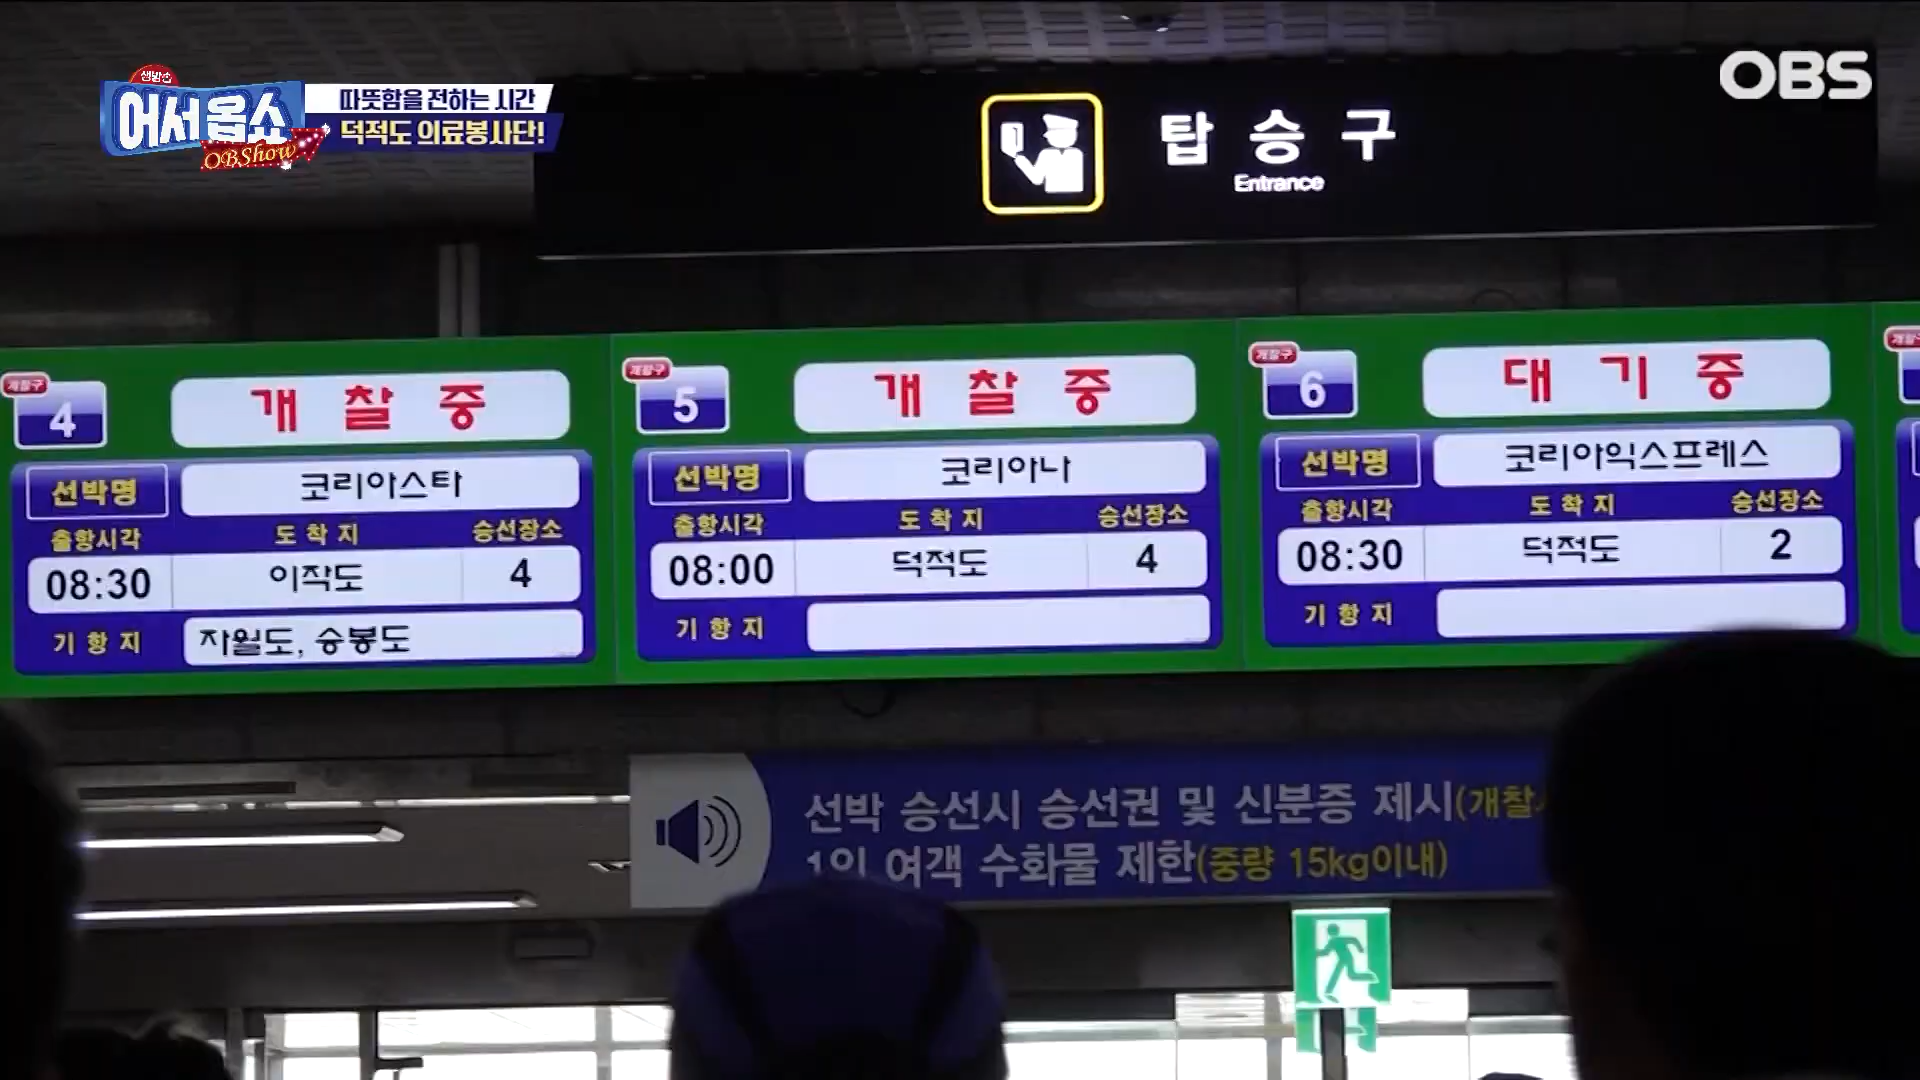 생방송
어서옵쇼
OBShow
따뜻함을 전하는 시간
덕적도 의료봉사단!
OBS
탑승구
Entrance
개찰구
4
개찰중
선박명
코리아스타
출항시각 도착지 승선장소
08:30 이작도 4
기항지
자월도, 승봉도
개찰구
5
개찰중
선박명
코리아나
출항시각 도착지 승선장소
08:00 덕적도 4
기항지
개찰구
6
대기중
선박명
코리아익스프레스
출항시각 도착지 승선장소
08:30 덕적도 2
기항지
선박 승선시 승선권 및 신분증 제시(개찰
1인 여객 수화물 제한(중량 15kg이내)